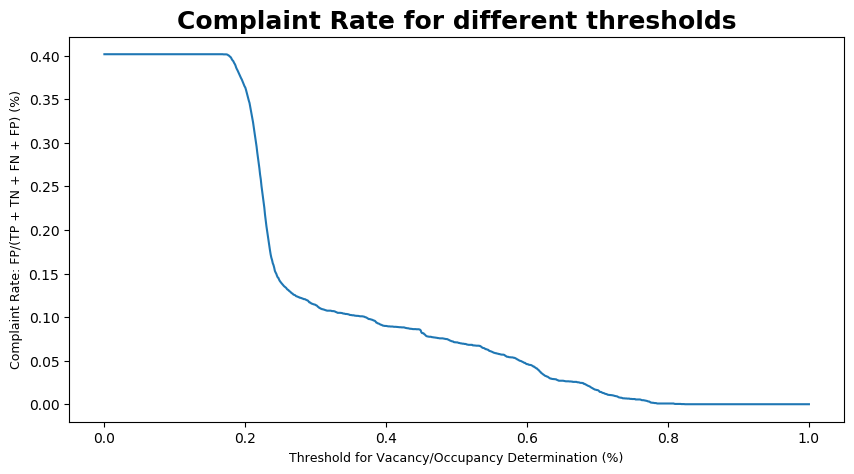 Complaint Rate for different thresholds
Complaint Rate: FP/(TP + TN + FN + FP) (%)
0.40
0.35
0.30
0.25
0.20
0.15
0.10
0.05
0.00
0.0 0.2 0.4 0.6 0.8 1.0
Threshold for Vacancy/Occupancy Determination (%)